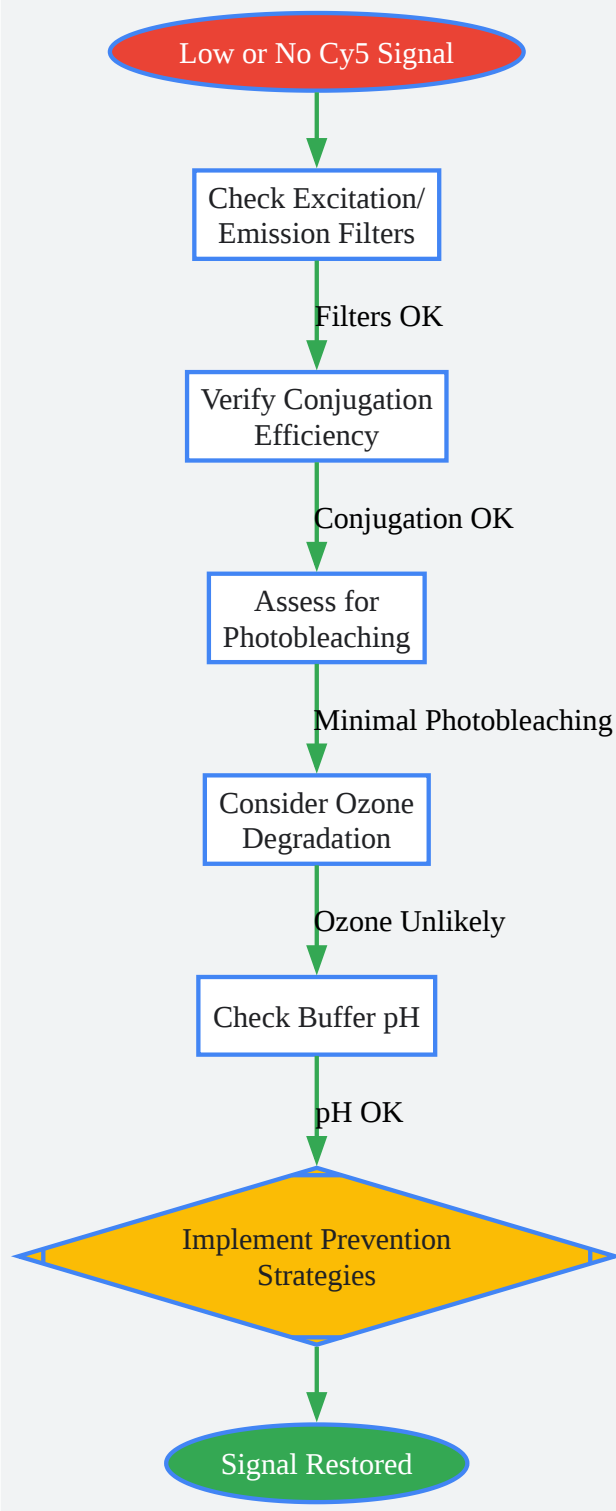 Low or No Cy5 Signal
Check Excitation/
Emission Filters
Filters OK
Verify Conjugation
Efficiency
Conjugation OK
Assess for
Photobleaching
Minimal Photobleaching
Consider Ozone
Degradation
Ozone Unlikely
Check Buffer pH
pH OK
Implement Prevention
Strategies
Signal Restored